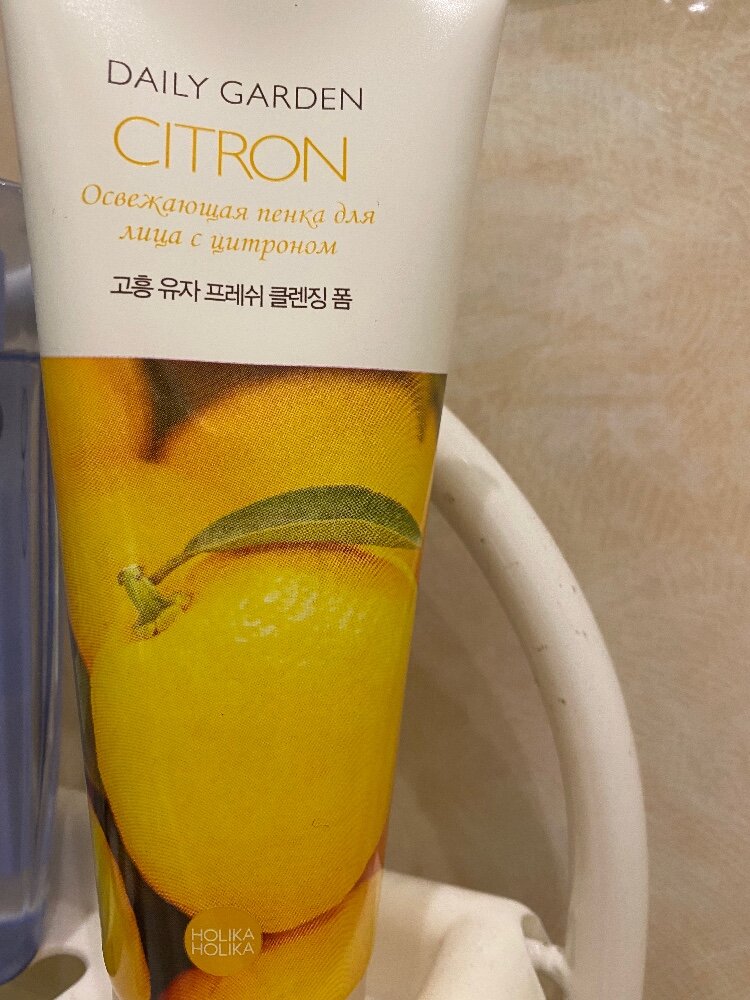 DAILY GARDEN
CITRON
Освежающая пенка для
лица с цитроном
고흥 유자 프레쉬 클렌징 폼
HOLIKA
HOLIKA